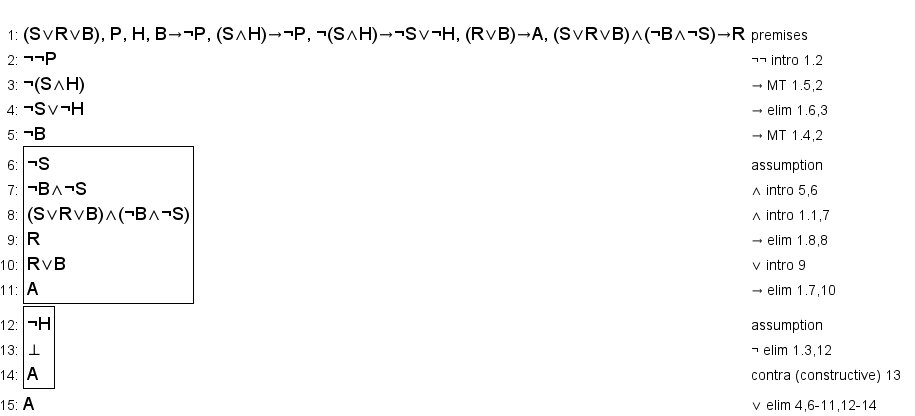 1: (S∨R∨B), P, H, B→¬P, (S∧H)→¬P, ¬(S∧H)→¬S∨¬H, (R∨B)→A, (S∨R∨B)∧(¬B∧¬S)→R premises
2: ¬¬P ¬¬ intro 1.2
3: ¬(S∧H) → MT 1.5,2
4: ¬S∨¬H → elim 1.6,3
5: ¬B → MT 1.4,2
6: ¬S assumption
7: ¬B∧¬S ∧ intro 5,6
8: (S∨R∨B)∧(¬B∧¬S) ∧ intro 1.1,7
9: R → elim 1.8,8
10: R∨B ∨ intro 9
11: A → elim 1.7,10
12: ¬H assumption
13: ⊥ ¬ elim 1.3,12
14: A contra (constructive) 13
15: A ∨ elim 4,6-11,12-14